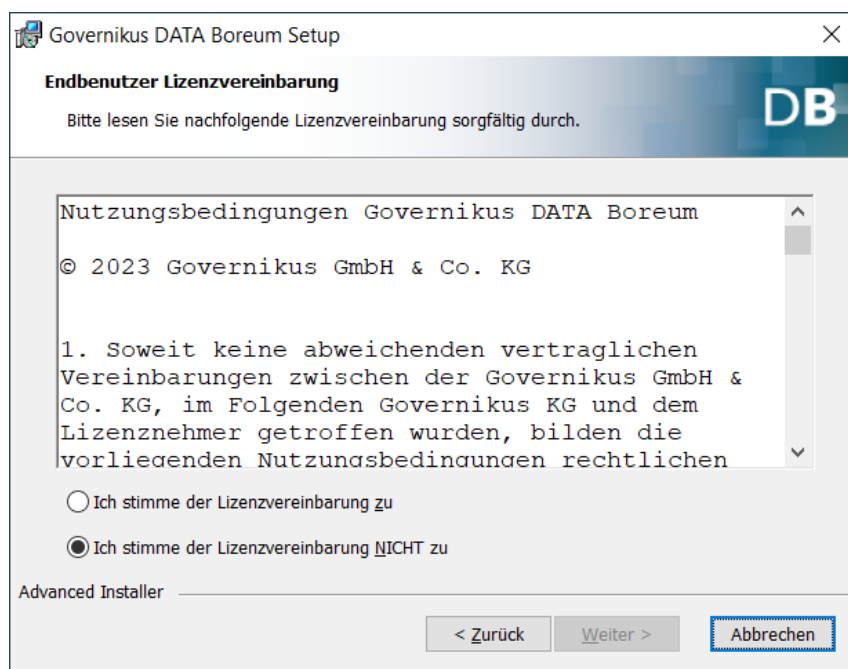 Governikus DATA Boreum Setup
Endbenutzer Lizenzvereinbarung
Bitte lesen Sie nachfolgende Lizenzvereinbarung sorgfältig durch.
DB
Nutzungsbedingungen Governikus DATA Boreum
© 2023 Governikus GmbH & Co. KG
1. Soweit keine abweichenden vertraglichen
Vereinbarungen zwischen der Governikus GmbH &
Co. KG, im Folgenden Governikus KG und dem
Lizenznehmer getroffen wurden, bilden die
vorliegenden Nutzungsbedingungen rechtlichen
Ich stimme der Lizenzvereinbarung zu
Ich stimme der Lizenzvereinbarung NICHT zu
Advanced Installer
< Zurück
Weiter >
Abbrechen